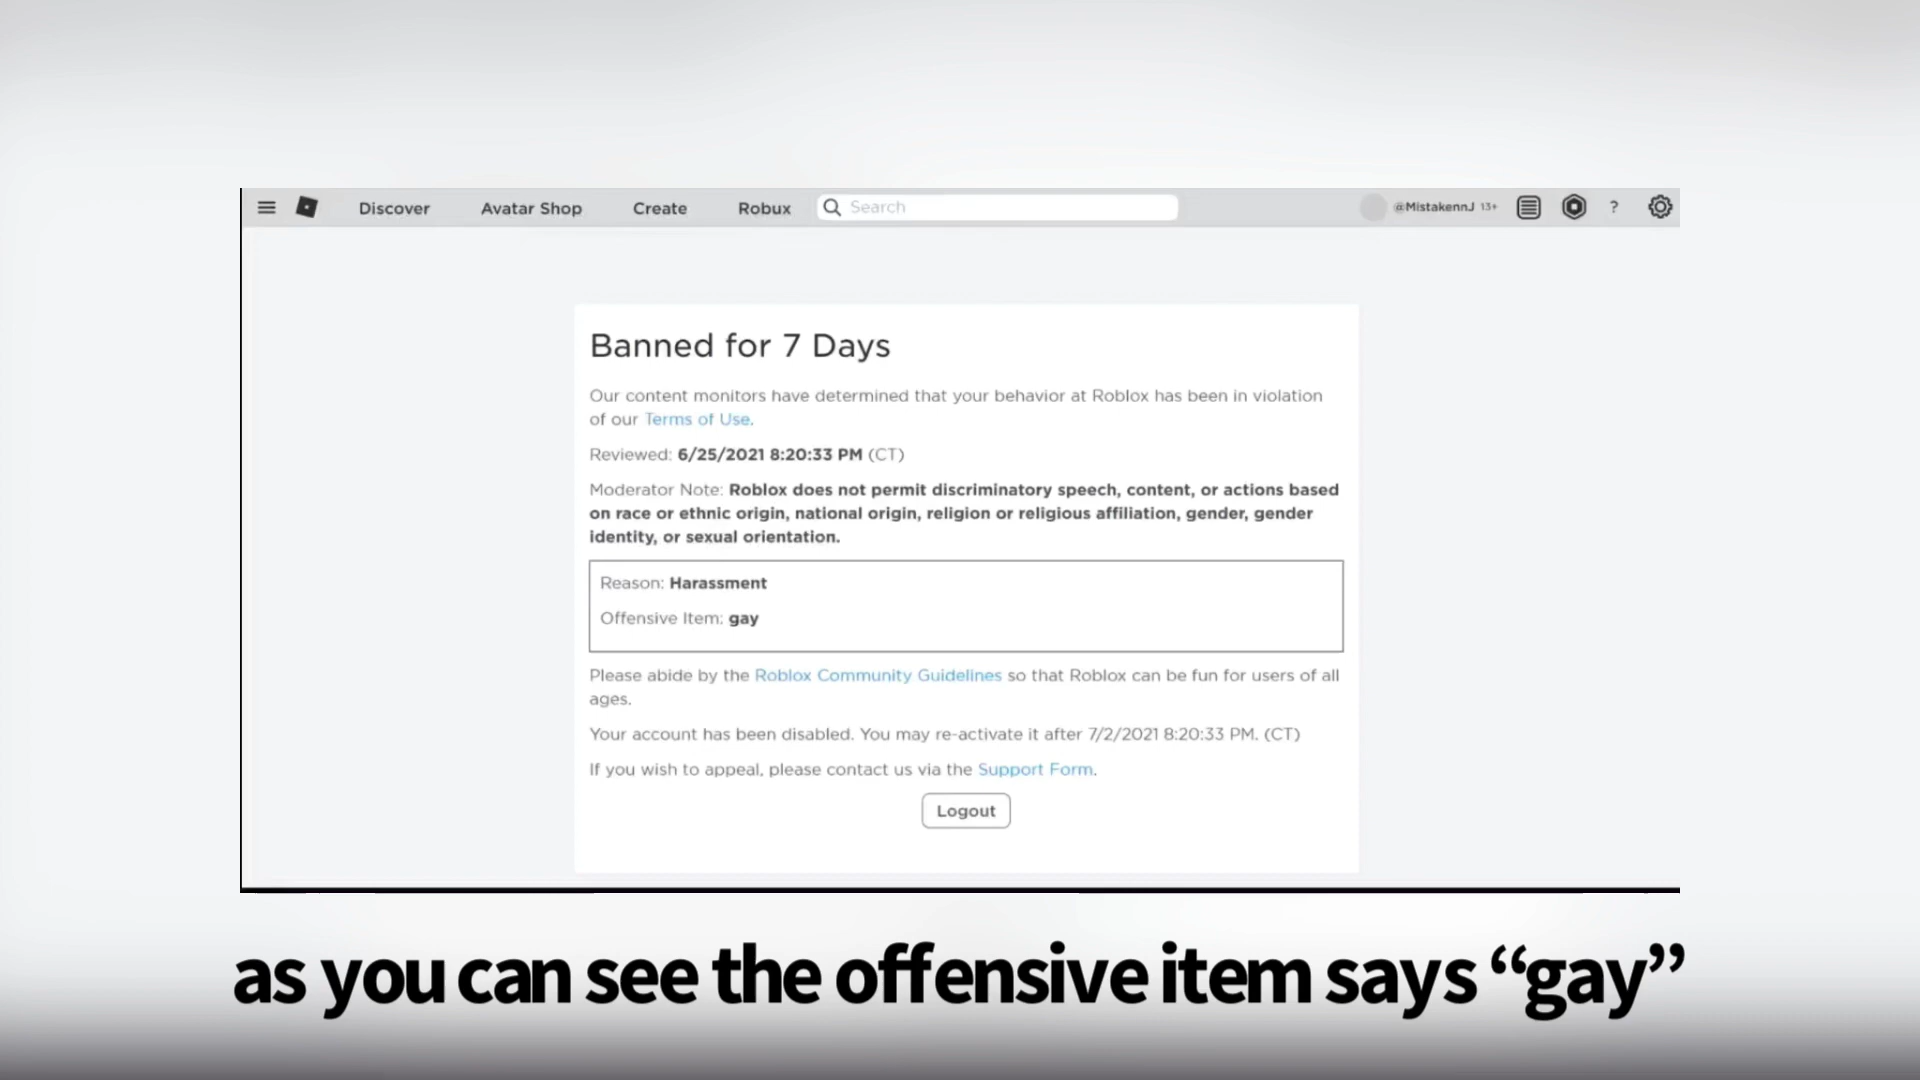 Discover Avatar Shop Create Robux Search @MistakennJ 13+ ?
Banned for 7 Days
Our content monitors have determined that your behavior at Roblox has been in violation
of our Terms of Use.
Reviewed: 6/25/2021 8:20:33 PM (CT)
Moderator Note: Roblox does not permit discriminatory speech, content, or actions based
on race or ethnic origin, national origin, religion or religious affiliation, gender, gender
identity, or sexual orientation.
Reason: Harassment
Offensive Item: gay
Please abide by the Roblox Community Guidelines so that Roblox can be fun for users of all
ages.
Your account has been disabled. You may re-activate it after 7/2/2021 8:20:33 PM. (CT)
If you wish to appeal, please contact us via the Support Form.
Logout
as you can see the offensive item says “gay”